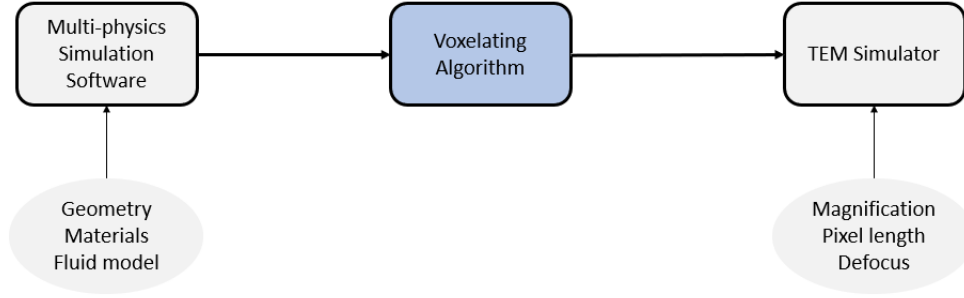 Multi-physics
Simulation
Software
Voxelating
Algorithm
TEM Simulator
Geometry
Materials
Fluid model
Magnification
Pixel length
Defocus